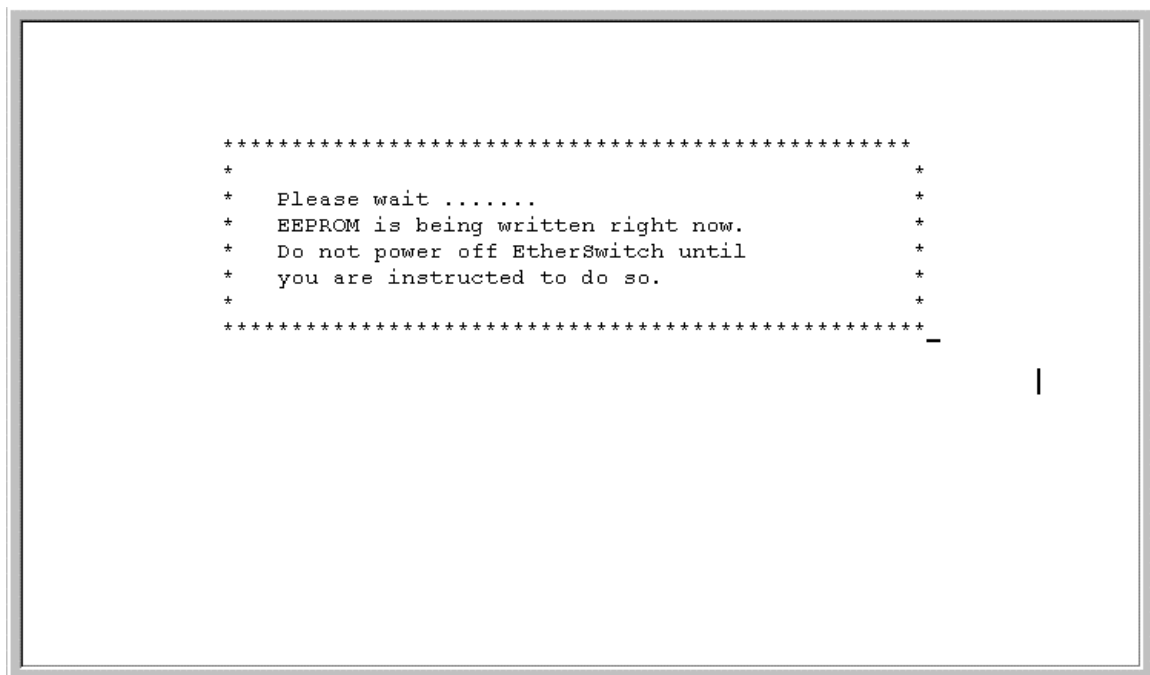 **************************************************
*                                                 *
*   Please wait .......                           *
*   EEPROM is being written right now.            *
*   Do not power off EtherSwitch until            *
*   you are instructed to do so.                  *
*                                                 *
***************************************************